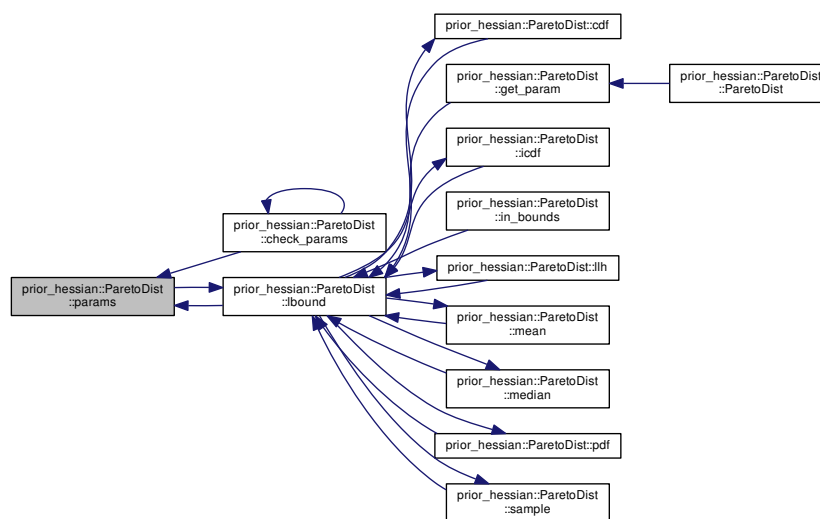 prior_hessian::ParetoDist::cdf
prior_hessian::ParetoDist
::get_param
prior_hessian::ParetoDist
::ParetoDist
prior_hessian::ParetoDist
::icdf
prior_hessian::ParetoDist
::in_bounds
prior_hessian::ParetoDist
::check_params
prior_hessian::ParetoDist::llh
prior_hessian::ParetoDist
::params
prior_hessian::ParetoDist
::lbound
prior_hessian::ParetoDist
::mean
prior_hessian::ParetoDist
::median
prior_hessian::ParetoDist::pdf
prior_hessian::ParetoDist
::sample